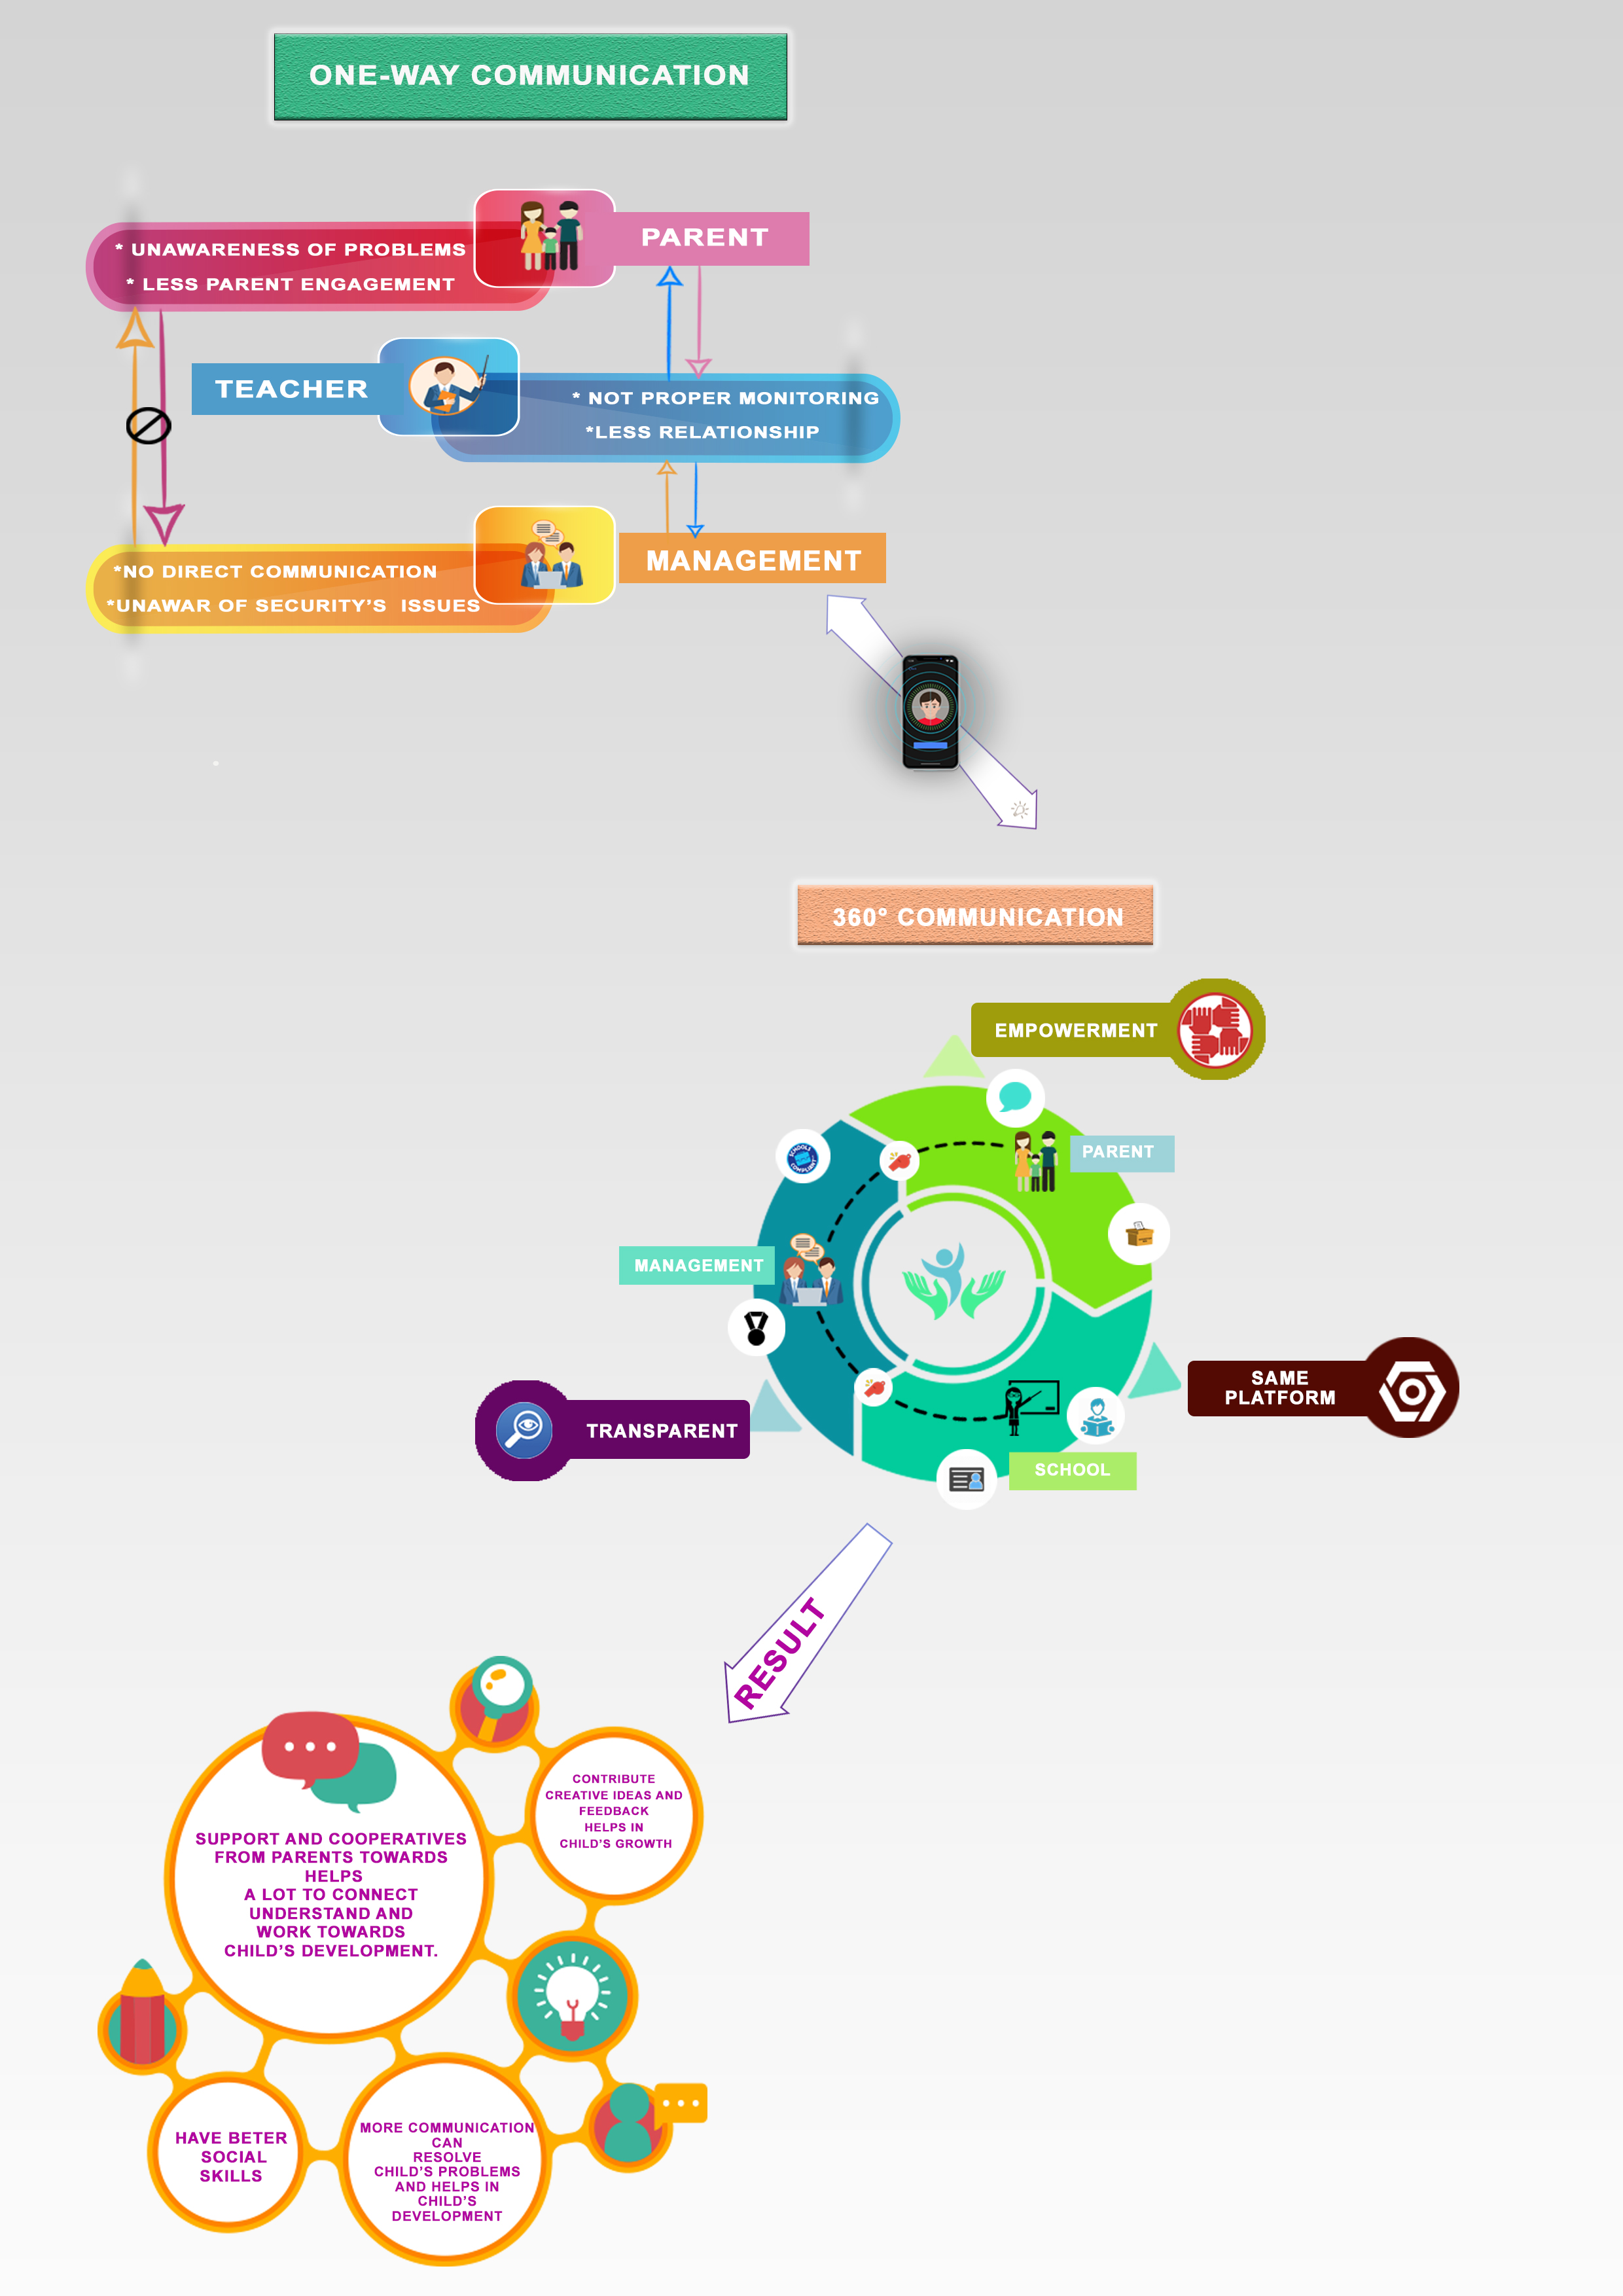 ONE-WAY COMMUNICATION
PARENT
* UNAWARENESS OF PROBLEMS
* LESS PARENT ENGAGEMENT
TEACHER
* NOT PROPER MONITORING
*LESS RELATIONSHIP
MANAGEMENT
*NO DIRECT COMMUNICATION
*UNAWAR OF SECURITY'S ISSUES
360° COMMUNICATION
EMPOWERMENT
PARENT
MANAGEMENT
SAME
PLATFORM
TRANSPARENT
SCHOOL
RESULT
CONTRIBUTE
CREATIVE IDEAS AND
FEEDBACK
HELPS IN
CHILD'S GROWTH
SUPPORT AND COOPERATIVES
FROM PARENTS TOWARDS
HELPS
A LOT TO CONNECT
UNDERSTAND AND
WORK TOWARDS
CHILD'S DEVELOPMENT.
HAVE BETER
SOCIAL
SKILLS
MORE COMMUNICATION
CAN
RESOLVE
CHILD'S PROBLEMS
AND HELPS IN
CHILD'S
DEVELOPMENT